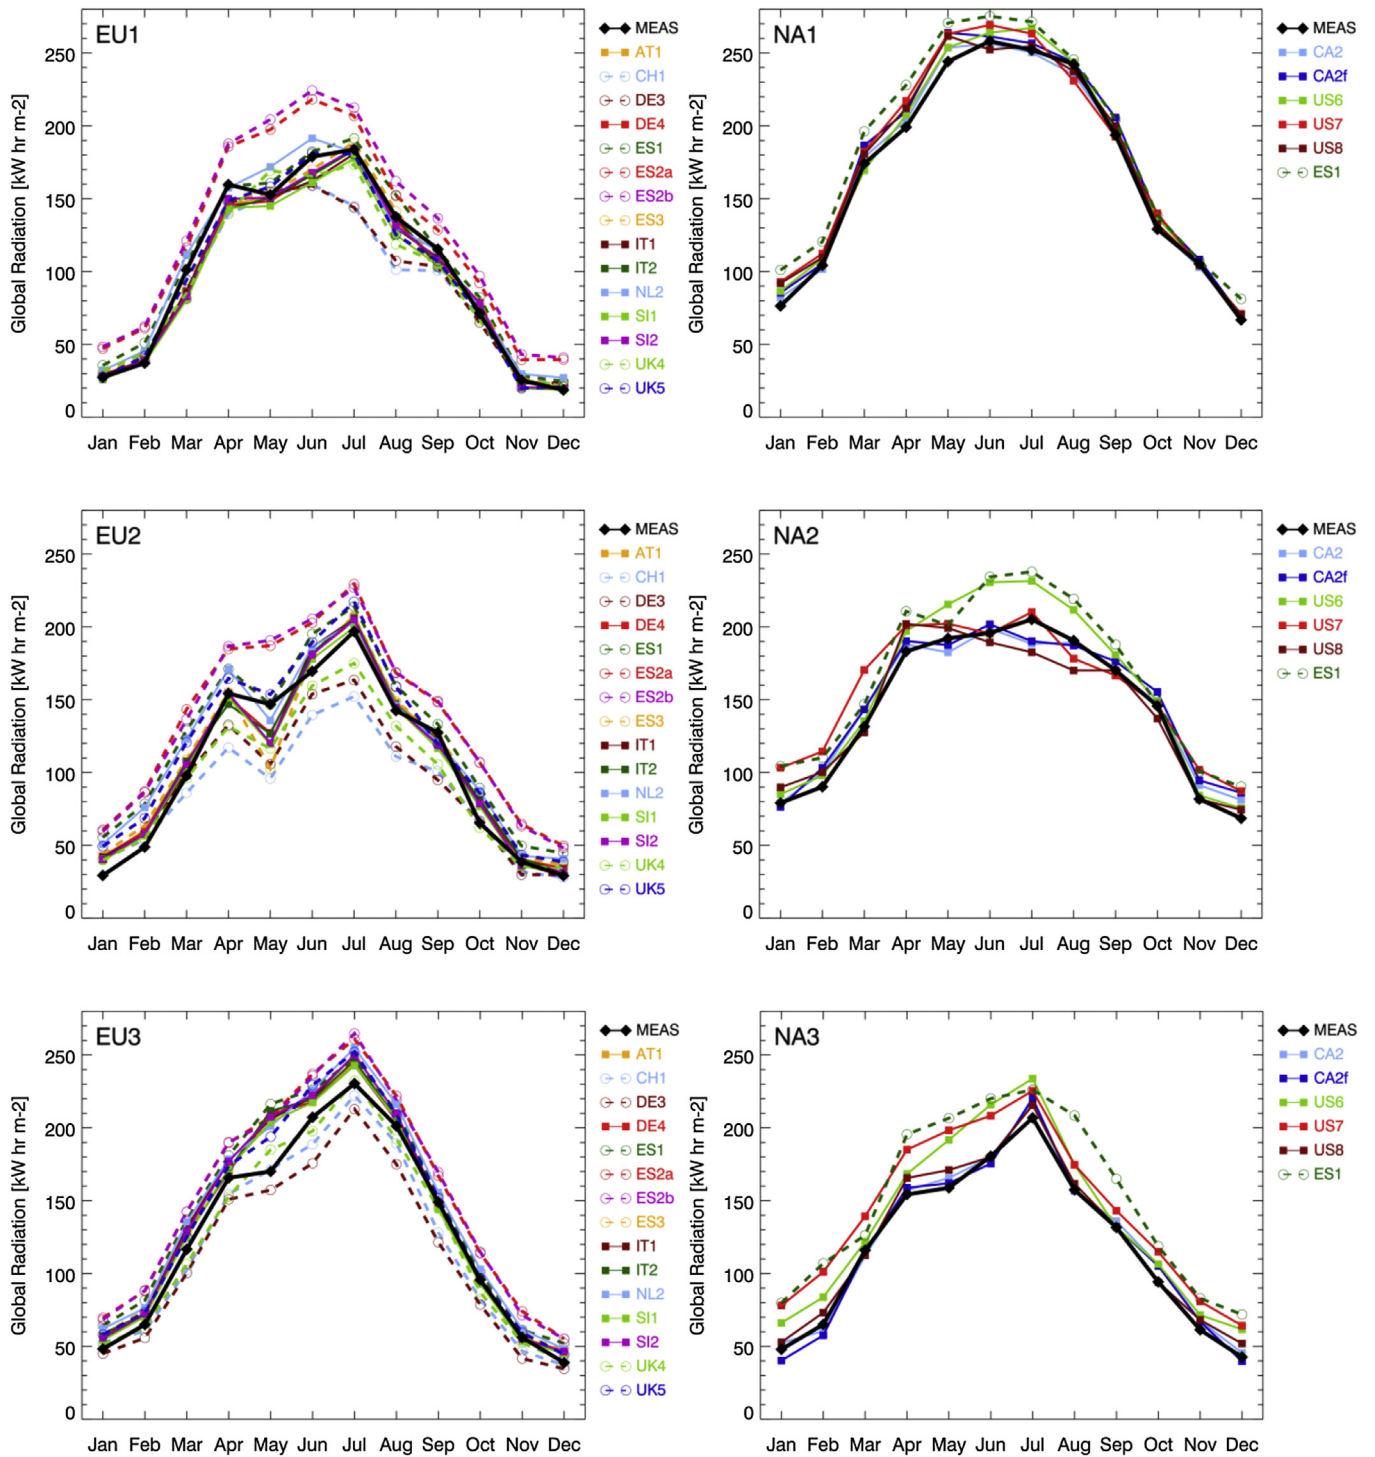 EU1
Global Radiation [kW hr m-2]
250
200
150
100
50
0
Jan Feb Mar Apr May Jun Jul Aug Sep Oct Nov Dec
MEAS
AT1
CH1
DE3
DE4
ES1
ES2a
ES2b
ES3
IT1
IT2
NL2
SI1
SI2
UK4
UK5
NA1
Global Radiation [kW hr m-2]
250
200
150
100
50
0
Jan Feb Mar Apr May Jun Jul Aug Sep Oct Nov Dec
MEAS
CA2
CA2f
US6
US7
US8
ES1
EU2
Global Radiation [kW hr m-2]
250
200
150
100
50
0
Jan Feb Mar Apr May Jun Jul Aug Sep Oct Nov Dec
MEAS
AT1
CH1
DE3
DE4
ES1
ES2a
ES2b
ES3
IT1
IT2
NL2
SI1
SI2
UK4
UK5
NA2
Global Radiation [kW hr m-2]
250
200
150
100
50
0
Jan Feb Mar Apr May Jun Jul Aug Sep Oct Nov Dec
MEAS
CA2
CA2f
US6
US7
US8
ES1
EU3
Global Radiation [kW hr m-2]
250
200
150
100
50
0
Jan Feb Mar Apr May Jun Jul Aug Sep Oct Nov Dec
MEAS
AT1
CH1
DE3
DE4
ES1
ES2a
ES2b
ES3
IT1
IT2
NL2
SI1
SI2
UK4
UK5
NA3
Global Radiation [kW hr m-2]
250
200
150
100
50
0
Jan Feb Mar Apr May Jun Jul Aug Sep Oct Nov Dec
MEAS
CA2
CA2f
US6
US7
US8
ES1